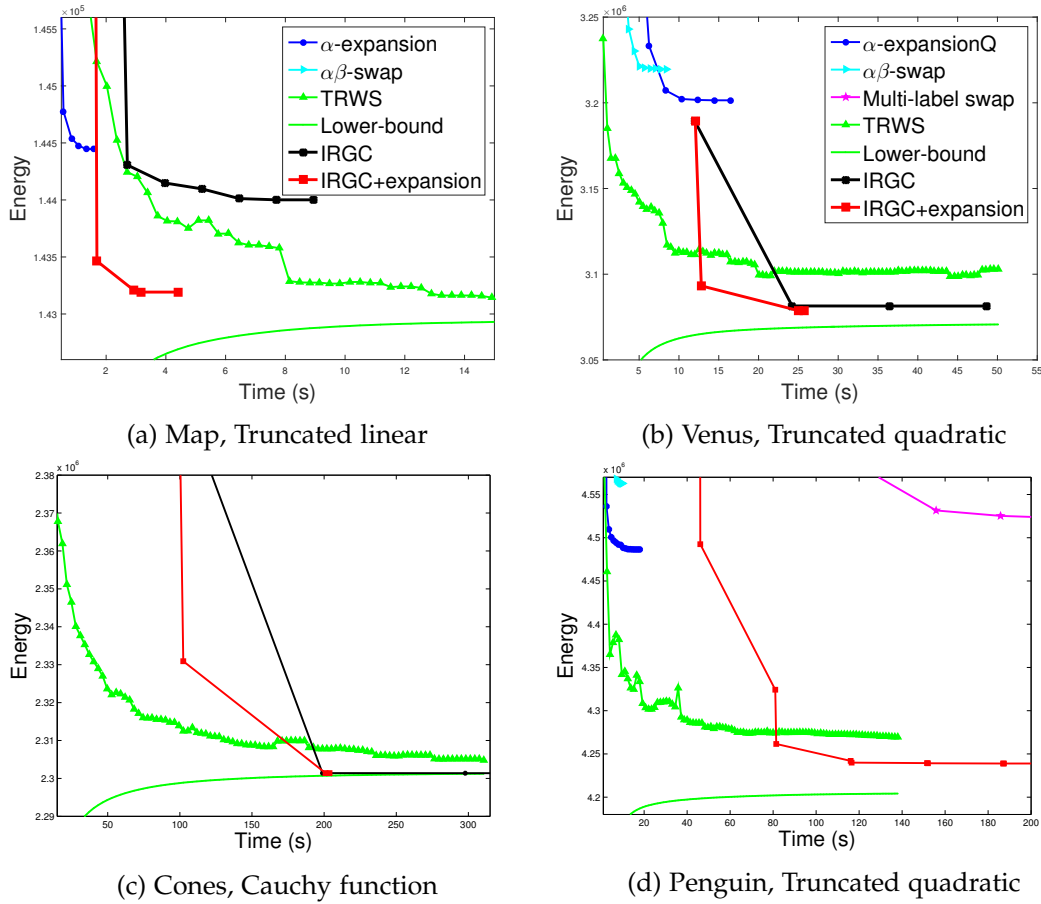 x 10^5
1.455
1.45
1.445
1.44
1.435
1.43
Energy
2 4 6 8 10 12 14
Time (s)
α-expansion
αβ-swap
TRWS
Lower-bound
IRGC
IRGC+expansion
(a) Map, Truncated linear
x 10^6
3.25
3.2
3.15
3.1
3.05
Energy
5 10 15 20 25 30 35 40 45 50 55
Time (s)
α-expansionQ
αβ-swap
Multi-label swap
TRWS
Lower-bound
IRGC
IRGC+expansion
(b) Venus, Truncated quadratic
x 10^6
2.38
2.37
2.36
2.35
2.34
2.33
2.32
2.31
2.3
2.29
Energy
50 100 150 200 250 300
Time (s)
(c) Cones, Cauchy function
x 10^6
4.55
4.5
4.45
4.4
4.35
4.3
4.25
4.2
Energy
20 40 60 80 100 120 140 160 180 200
Time (s)
(d) Penguin, Truncated quadratic